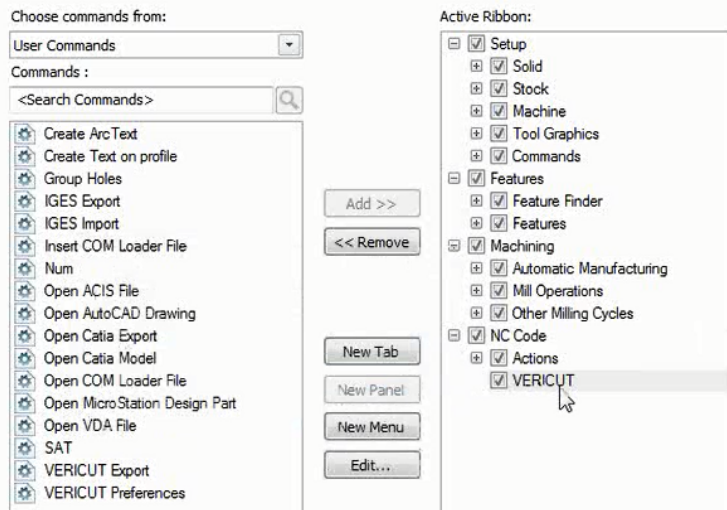 Choose commands from:
User Commands
Commands :
<Search Commands>
Create ArcText
Create Text on profile
Group Holes
IGES Export
IGES Import
Insert COM Loader File
Num
Open ACIS File
Open AutoCAD Drawing
Open Catia Export
Open Catia Model
Open COM Loader File
Open MicroStation Design Part
Open VDA File
SAT
VERICUT Export
VERICUT Preferences
Add >>
<< Remove
New Tab
New Panel
New Menu
Edit...
Active Ribbon:
Setup
Solid
Stock
Machine
Tool Graphics
Commands
Features
Feature Finder
Features
Machining
Automatic Manufacturing
Mill Operations
Other Milling Cycles
NC Code
Actions
VERICUT